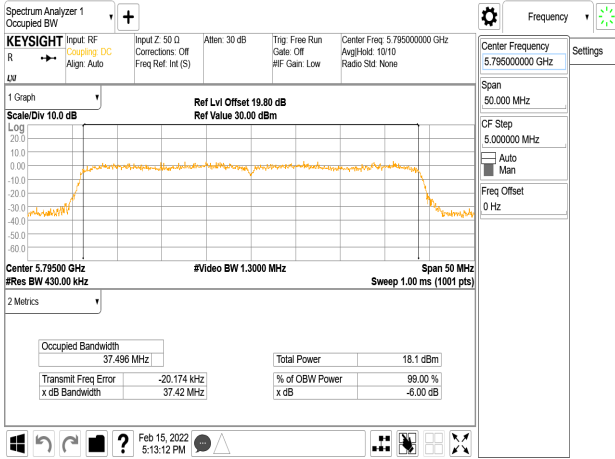 Spectrum Analyzer 1
Occupied BW
Frequency
KEYSIGHT
R
LXI
Input: RF
Coupling: DC
Align: Auto
Input Z: 50 Ω
Corrections: Off
Freq Ref: Int (S)
Atten: 30 dB
Trig: Free Run
Gate: Off
#IF Gain: Low
Center Freq: 5.795000000 GHz
Avg|Hold: 10/10
Radio Std: None
Center Frequency
5.795000000 GHz
Settings
Span
50.000 MHz
CF Step
5.000000 MHz
Auto
Man
Freq Offset
0 Hz
1 Graph
Scale/Div 10.0 dB
Ref Lvl Offset 19.80 dB
Ref Value 30.00 dBm
Log
20.0
10.0
0.00
-10.0
-20.0
-30.0
-40.0
-50.0
-60.0
Center 5.79500 GHz
#Video BW 1.3000 MHz
Span 50 MHz
#Res BW 430.00 kHz
Sweep 1.00 ms (1001 pts)
2 Metrics
Occupied Bandwidth
37.496 MHz
Total Power 18.1 dBm
Transmit Freq Error -20.174 kHz
% of OBW Power 99.00 %
x dB Bandwidth 37.42 MHz
x dB -6.00 dB
?
Feb 15, 2022
5:13:12 PM